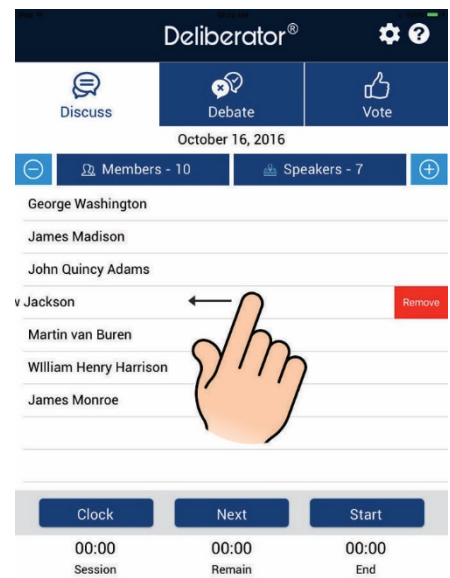 Deliberator®
Discuss
Debate
Vote
October 16, 2016
Members - 10
Speakers - 7
George Washington
James Madison
John Quincy Adams
Jackson
Remove
Martin van Buren
WIlliam Henry Harrison
James Monroe
Clock
Next
Start
00:00
00:00
00:00
Session
Remain
End